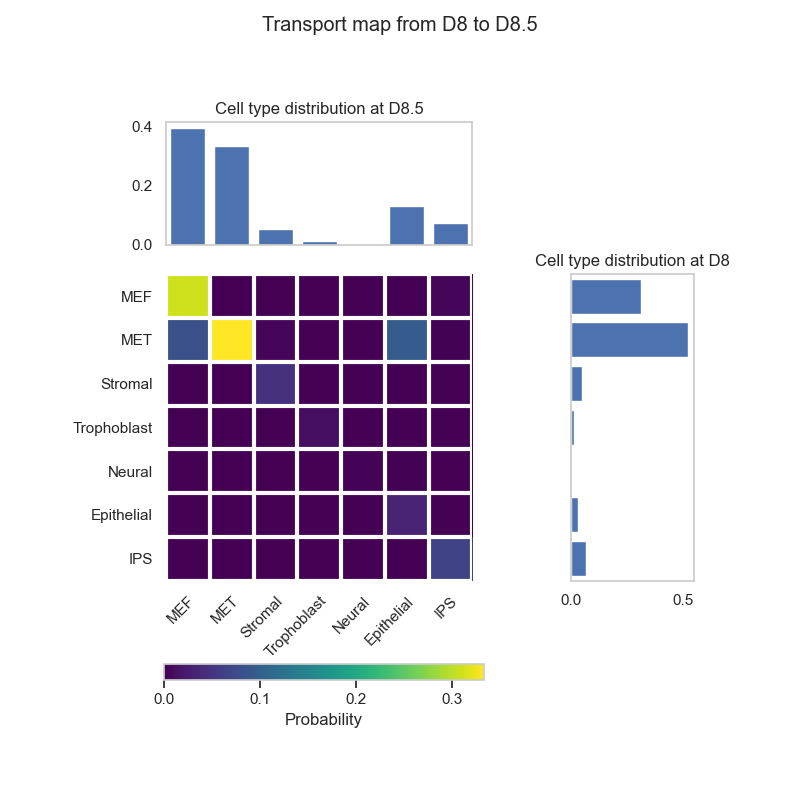 Transport map from D8 to D8.5
Cell type distribution at D8.5
0.4
0.2
0.0
Cell type distribution at D8
MEF
MET
Stromal
Trophoblast
Neural
Epithelial
IPS
0.0 0.5
MEF MET Stromal Trophoblast Neural Epithelial IPS
0.0 0.1 0.2 0.3
Probability